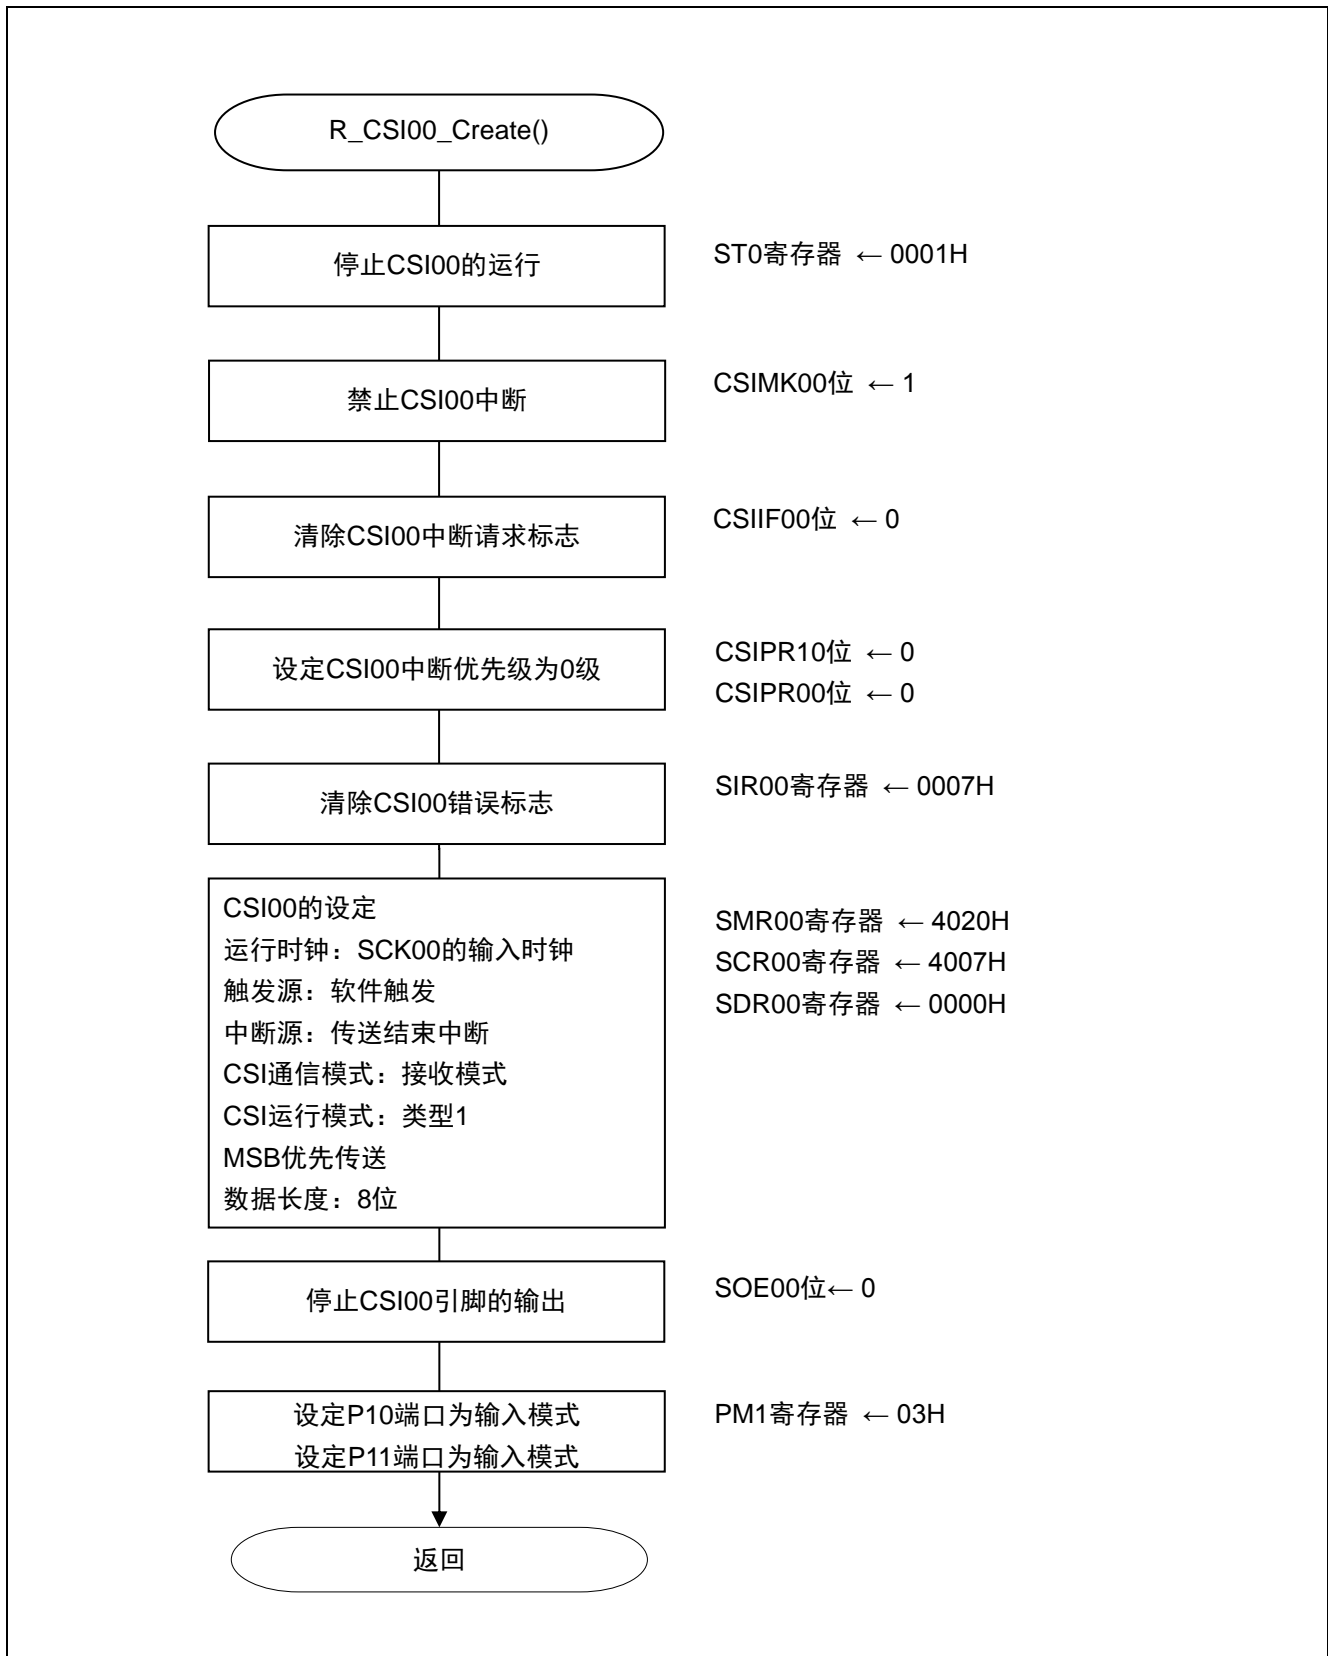 R_CSI00_Create()
停止CSI00的运行
ST0寄存器 ← 0001H
禁止CSI00中断
CSIMK00位 ← 1
清除CSI00中断请求标志
CSIIF00位 ← 0
设定CSI00中断优先级为0级
CSIPR10位 ← 0
CSIPR00位 ← 0
清除CSI00错误标志
SIR00寄存器 ← 0007H
CSI00的设定
运行时钟：SCK00的输入时钟
触发源：软件触发
中断源：传送结束中断
CSI通信模式：接收模式
CSI运行模式：类型1
MSB优先传送
数据长度：8位
SMR00寄存器 ← 4020H
SCR00寄存器 ← 4007H
SDR00寄存器 ← 0000H
停止CSI00引脚的输出
SOE00位← 0
设定P10端口为输入模式
设定P11端口为输入模式
PM1寄存器 ← 03H
返回